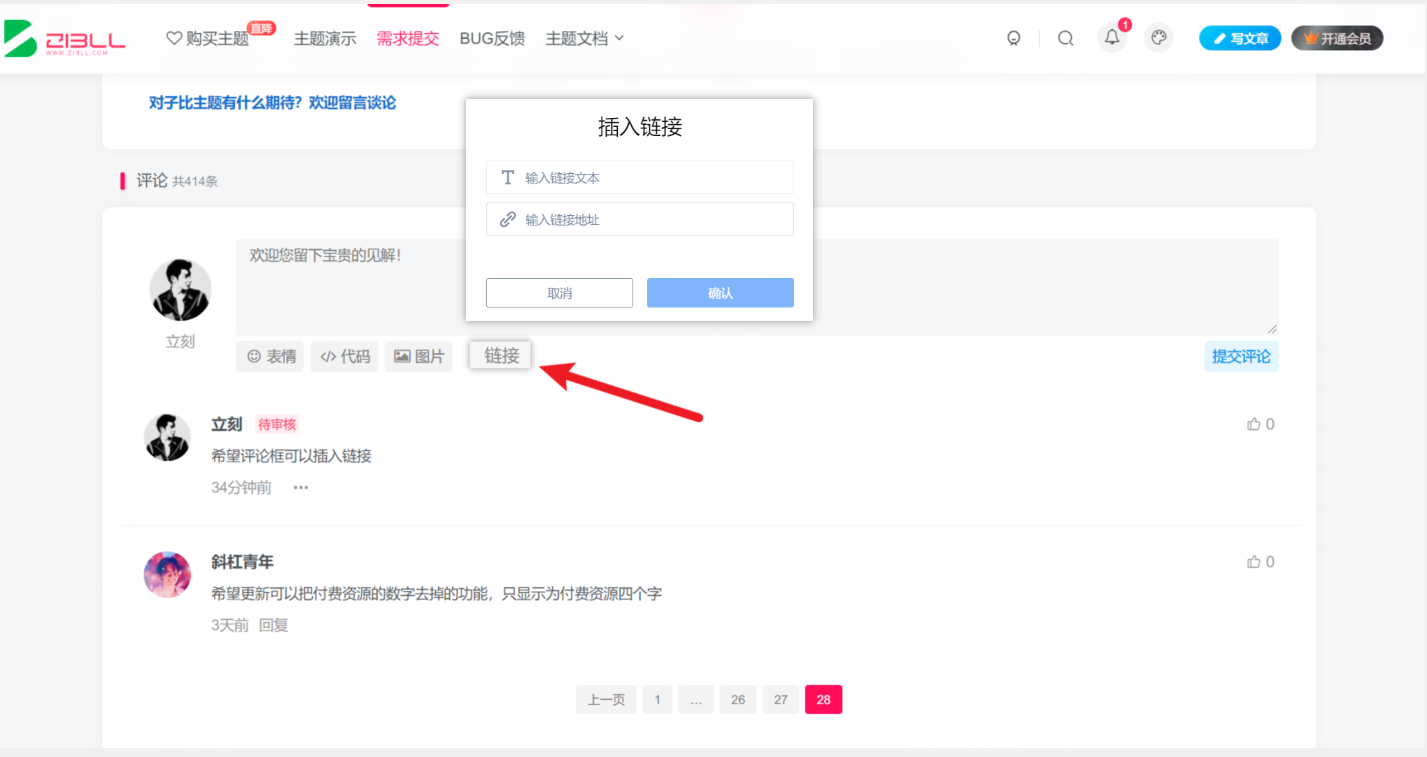 ZIBLL
WWW.ZIBLL.COM
购买主题 直降 主题演示 需求提交 BUG反馈 主题文档 1 写文章 开通会员
对子比主题有什么期待？欢迎留言谈论
插入链接
输入链接文本
输入链接地址
取消 确认
评论 共414条
欢迎您留下宝贵的见解！
立刻
表情 代码 图片 链接 提交评论
立刻 待审核 0
希望评论框可以插入链接
34分钟前 •••
斜杠青年 0
希望更新可以把付费资源的数字去掉的功能，只显示为付费资源四个字
3天前 回复
上一页 1 ... 26 27 28